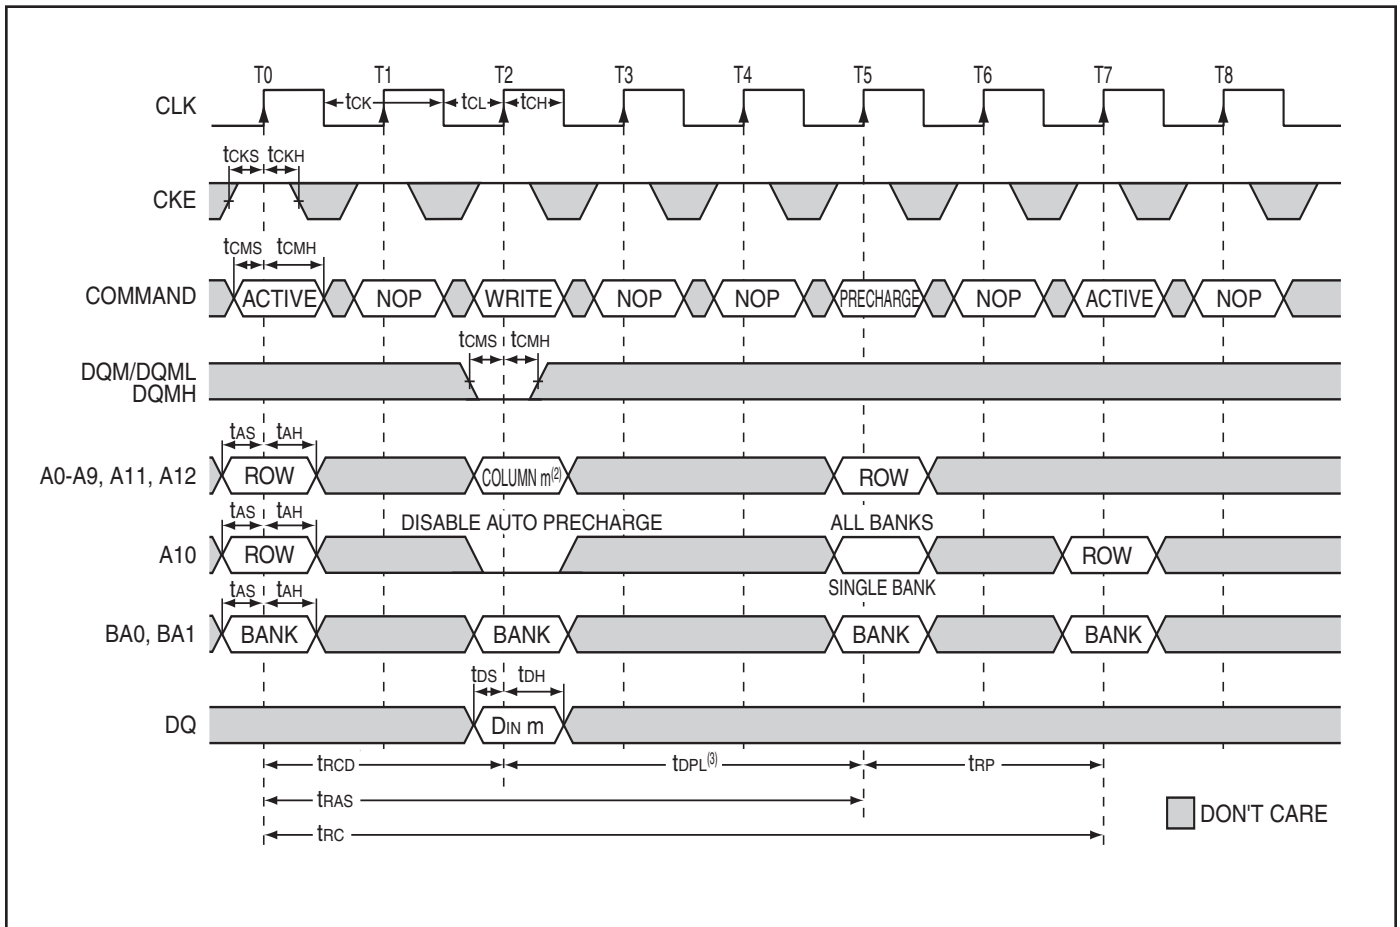 T0 T1 T2 T3 T4 T5 T6 T7 T8
CLK tCK tCL tCH
tCKS tCKH
CKE
tCMS tCMH
COMMAND ACTIVE NOP WRITE NOP NOP PRECHARGE NOP ACTIVE NOP
tCMS tCMH
DQM/DQML
DQMH
tAS tAH
A0-A9, A11, A12 ROW COLUMN m(2) ROW
tAS tAH DISABLE AUTO PRECHARGE ALL BANKS
A10 ROW ROW
tAS tAH SINGLE BANK
BA0, BA1 BANK BANK BANK BANK
tDS tDH
DQ DIN m
tRCD tDPL(3) tRP
tRAS
tRC
DON'T CARE